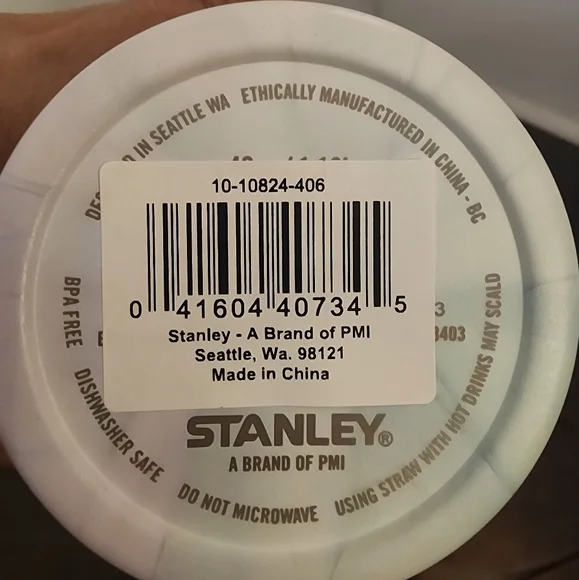 IN SEATTLE WA ETHICALLY MANUFACTURED IN CHINA - BC
10-10824-406
0 41604 40734 5
Stanley - A Brand of PMI
Seattle, Wa. 98121
Made in China
BPA FREE
DISHWASHER SAFE
DO NOT MICROWAVE
USING STRAW WITH HOT DRINKS MAY SCALD
STANLEY®
A BRAND OF PMI